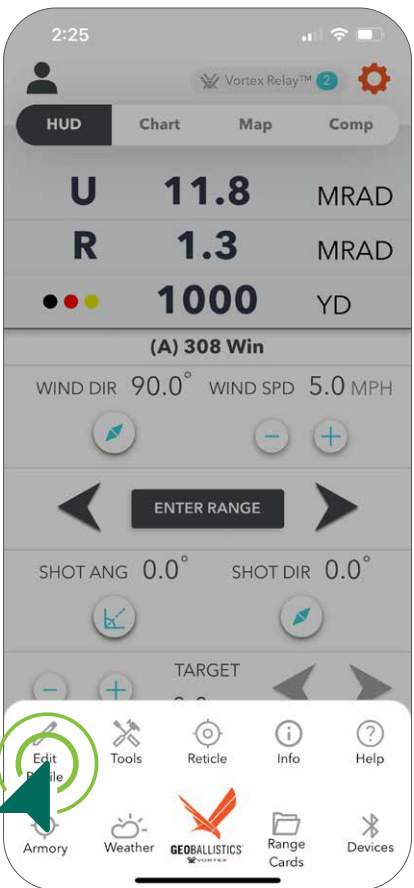 2:25
Vortex Relay™ 2
HUD Chart Map Comp
U 11.8 MRAD
R 1.3 MRAD
1000 YD
(A) 308 Win
WIND DIR 90.0° WIND SPD 5.0 MPH
ENTER RANGE
SHOT ANG 0.0° SHOT DIR 0.0°
TARGET
Edit Tools Reticle Info Help
Armory Weather GEOBALLISTICS Range Devices
VORTEX Cards